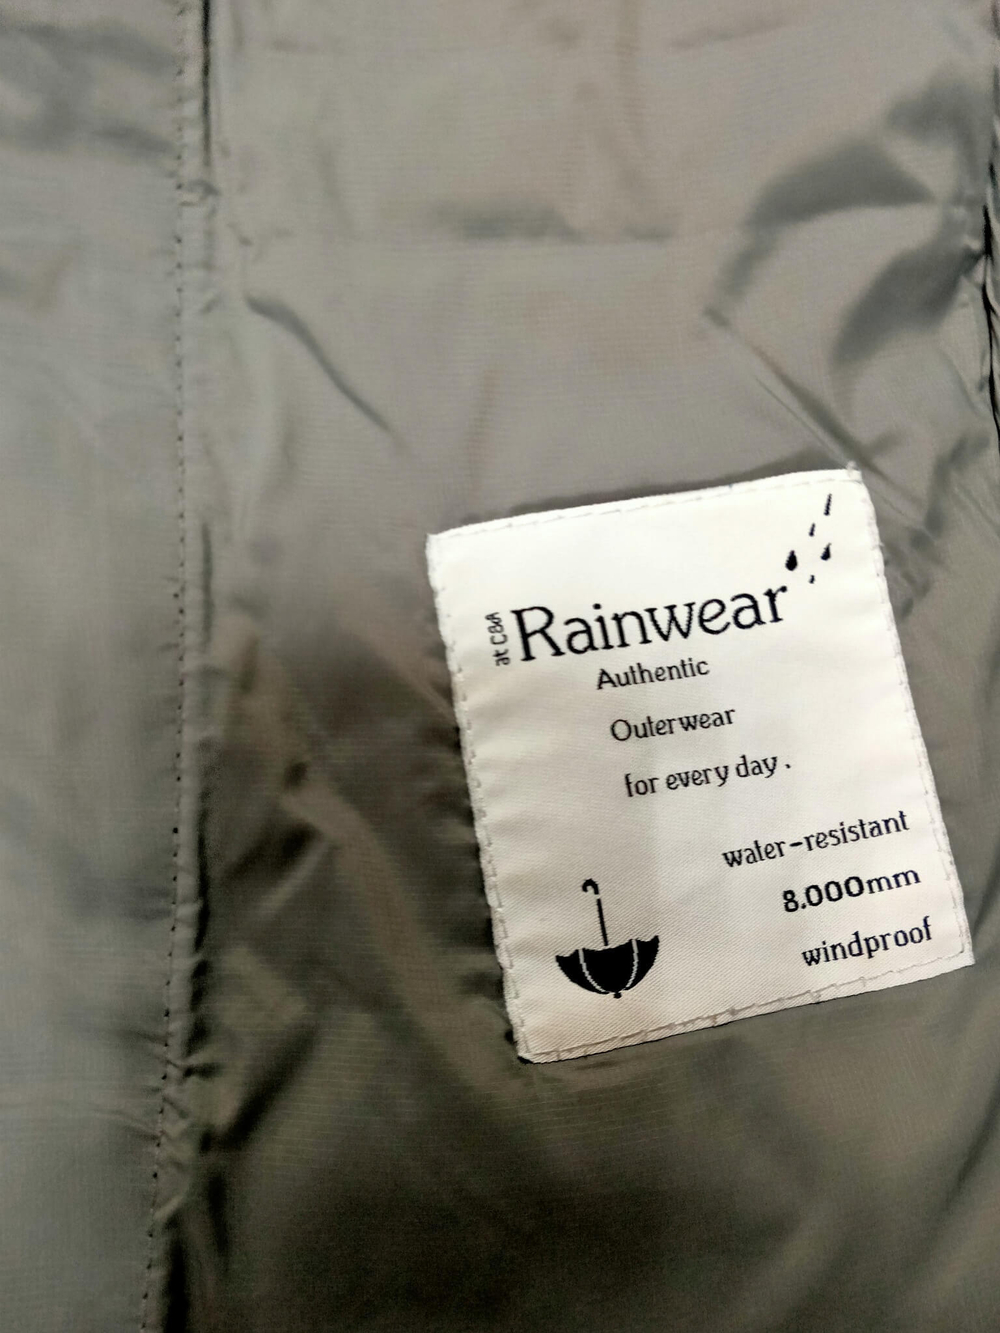 at C&A
Rainwear
Authentic
Outerwear
for every day .
water-resistant
8.000mm
windproof